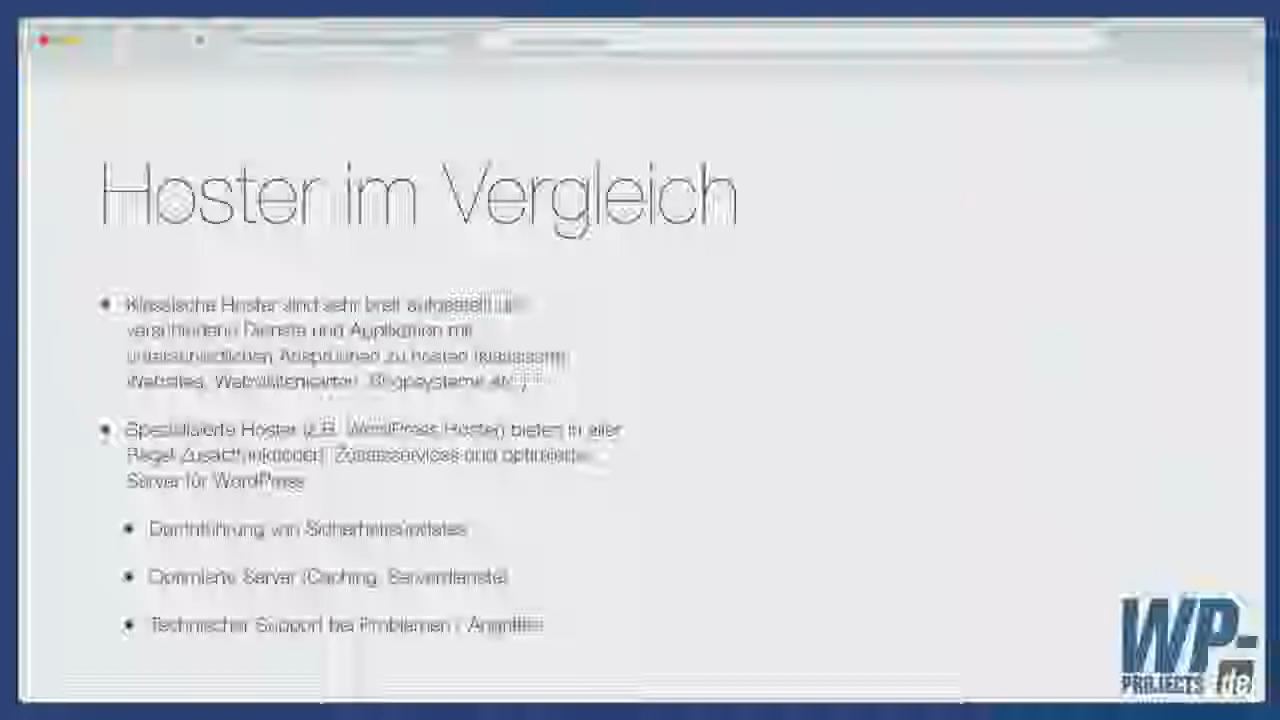 Hoster im Vergleich
Klassische Hoster sind sehr breit aufgestellt um
verschiedene Dienste und Applikation mit
unterschiedlichen Ansprüchen zu hosten (klassische
Websites, Webvisitenkarten, Shopsysteme etc.)
Spezialisierte Hoster (z.B. WordPress Hoster) bieten in aller
Regel Zusatzfunktionen, Zusatzservices und optimierte
Server für WordPress
Durchführung von Sicherheitsupdates
Optimierte Server (Caching, Serverdienste)
Technischer Support bei Problemen / Angriffen
WP-
PROJECTS .de